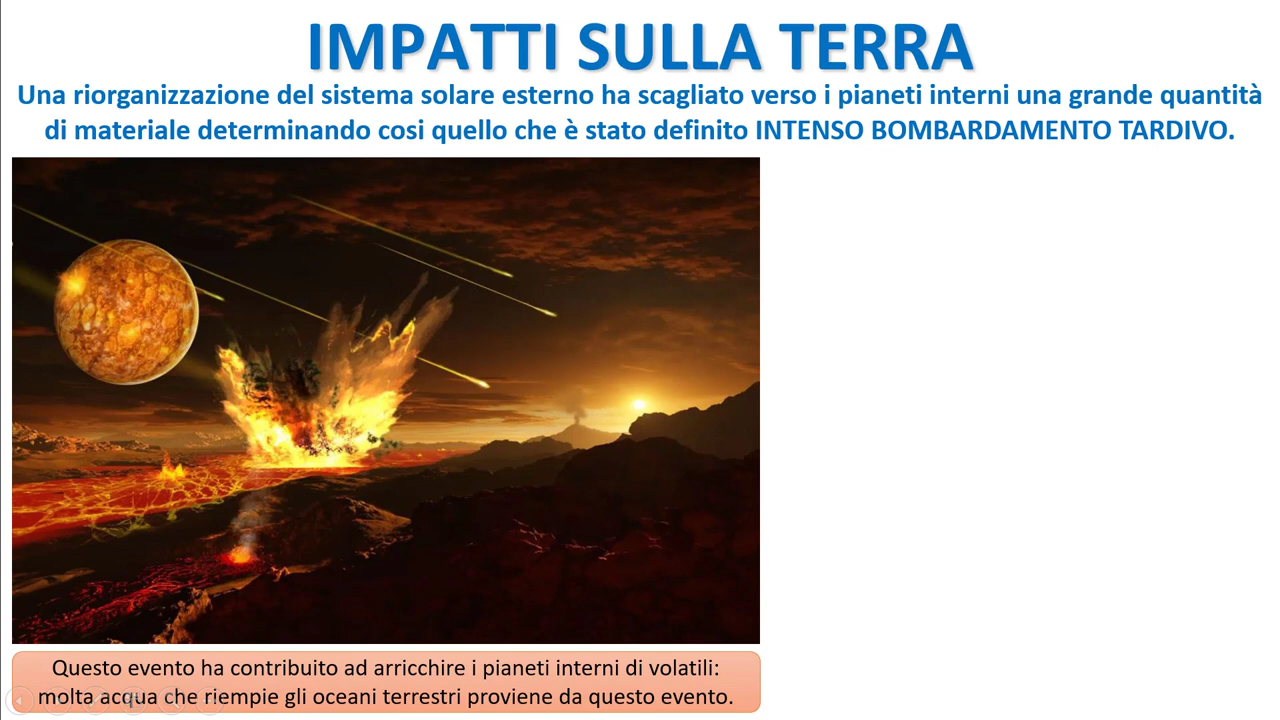 IMPATTI SULLA TERRA
Una riorganizzazione del sistema solare esterno ha scagliato verso i pianeti interni una grande quantità
di materiale determinando cosi quello che è stato definito INTENSO BOMBARDAMENTO TARDIVO.
Questo evento ha contribuito ad arricchire i pianeti interni di volatili:
molta acqua che riempie gli oceani terrestri proviene da questo evento.